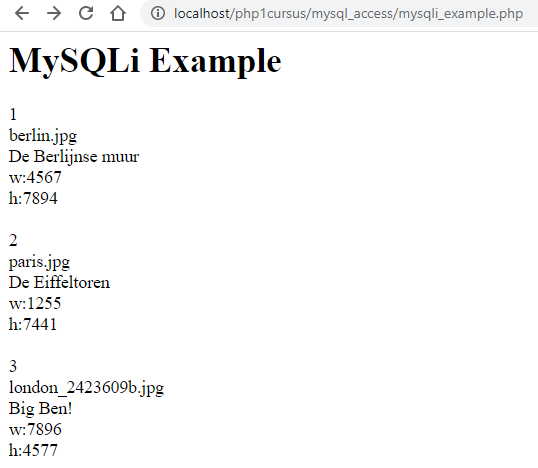 localhost/php1cursus/mysql_access/mysqli_example.php
MySQLi Example
1
berlin.jpg
De Berlijnse muur
w:4567
h:7894
2
paris.jpg
De Eiffeltoren
w:1255
h:7441
3
london_2423609b.jpg
Big Ben!
w:7896
h:4577